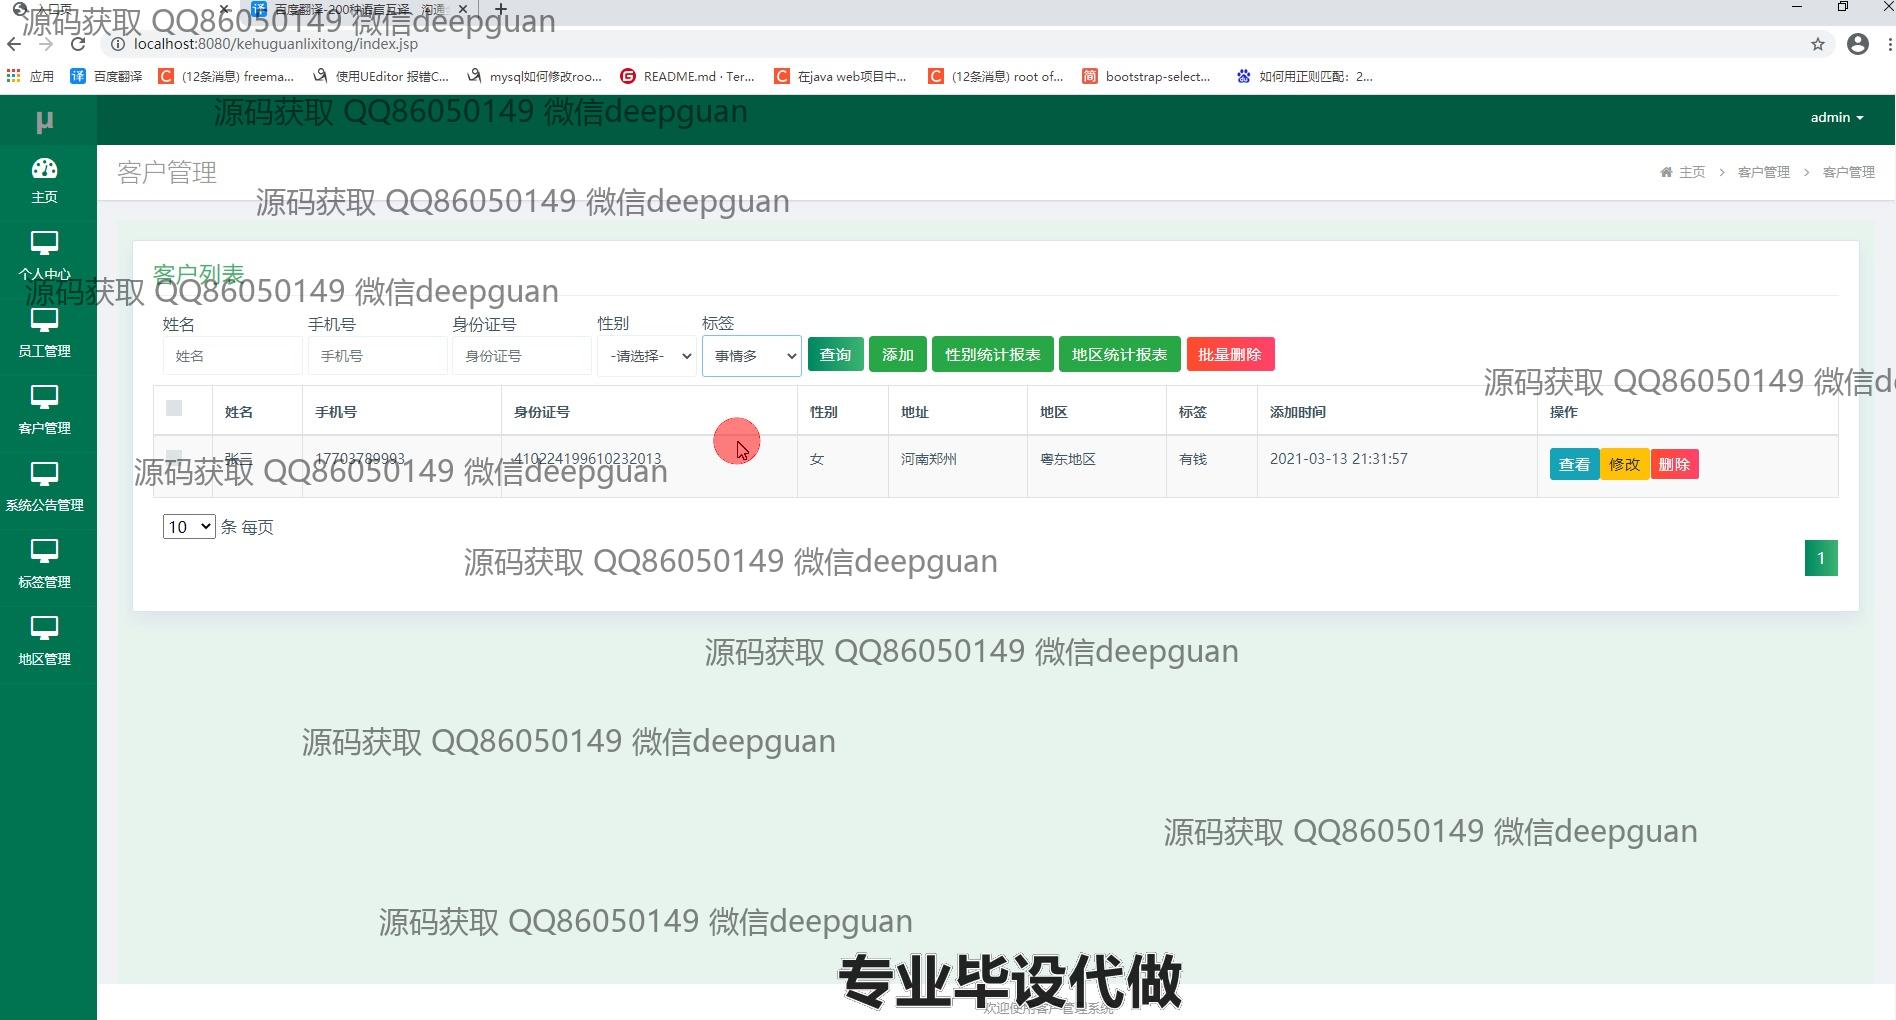 入口页
百度翻译-200种语言互译、沟通
源码获取 QQ86050149 微信deepguan
localhost:8080/kehuguanlixitong/index.jsp
应用 百度翻译 (12条消息) freema... 使用UEditor 报错C... mysql如何修改roo... README.md · Ter... 在java web项目中... (12条消息) root of... bootstrap-select... 如何用正则匹配：2...
源码获取 QQ86050149 微信deepguan
μ
admin
客户管理
主页 > 客户管理 > 客户管理
源码获取 QQ86050149 微信deepguan
主页
个人中心
员工管理
客户管理
系统公告管理
标签管理
地区管理
客户列表
源码获取 QQ86050149 微信deepguan
姓名 手机号 身份证号 性别 标签
姓名 手机号 身份证号 -请选择- 事情多 查询 添加 性别统计报表 地区统计报表 批量删除
源码获取 QQ86050149 微信de
姓名 手机号 身份证号 性别 地址 地区 标签 添加时间 操作
张三 17703789993 410224199610232013 女 河南郑州 粤东地区 有钱 2021-03-13 21:31:57 查看 修改 删除
源码获取 QQ86050149 微信deepguan
10 条 每页
1
源码获取 QQ86050149 微信deepguan
源码获取 QQ86050149 微信deepguan
源码获取 QQ86050149 微信deepguan
源码获取 QQ86050149 微信deepguan
源码获取 QQ86050149 微信deepguan
专业毕设代做
欢迎使用客户管理系统